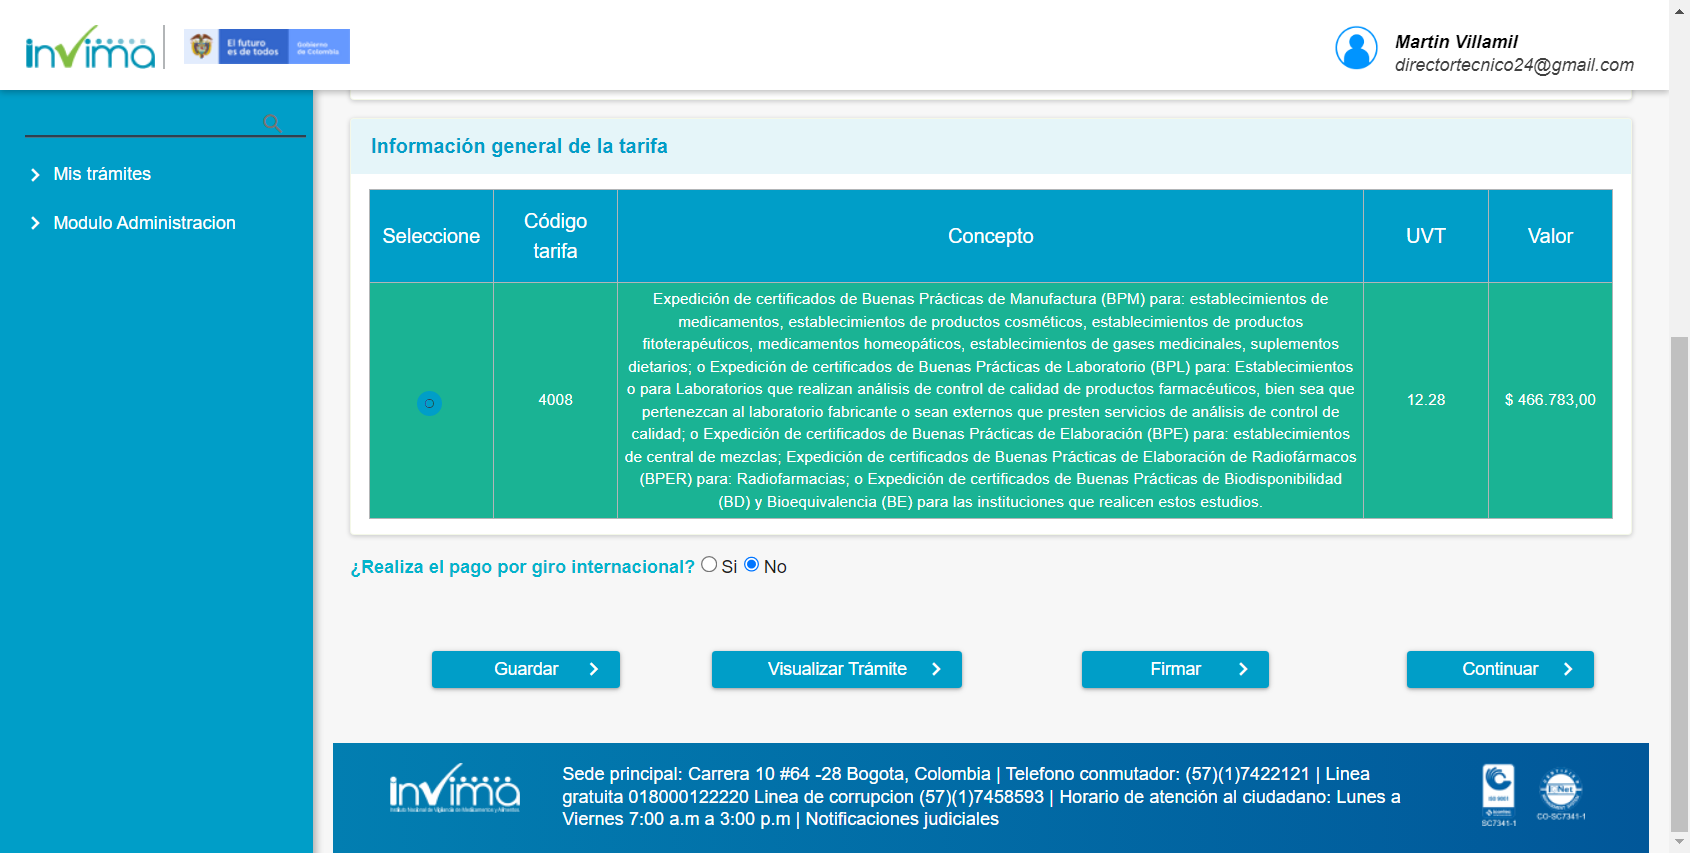 invima
El futuro
es de todos
Gobierno
de Colombia
Martin Villamil
directortecnico24@gmail.com
Mis trámites
Modulo Administracion
Información general de la tarifa
Seleccione
Código
tarifa
Concepto
UVT
Valor
4008
Expedición de certificados de Buenas Prácticas de Manufactura (BPM) para: establecimientos de
medicamentos, establecimientos de productos cosméticos, establecimientos de productos
fitoterapéuticos, medicamentos homeopáticos, establecimientos de gases medicinales, suplementos
dietarios; o Expedición de certificados de Buenas Prácticas de Laboratorio (BPL) para: Establecimientos
o para Laboratorios que realizan análisis de control de calidad de productos farmacéuticos, bien sea que
pertenezcan al laboratorio fabricante o sean externos que presten servicios de análisis de control de
calidad; o Expedición de certificados de Buenas Prácticas de Elaboración (BPE) para: establecimientos
de central de mezclas; Expedición de certificados de Buenas Prácticas de Elaboración de Radiofármacos
(BPER) para: Radiofarmacias; o Expedición de certificados de Buenas Prácticas de Biodisponibilidad
(BD) y Bioequivalencia (BE) para las instituciones que realicen estos estudios.
12.28
$ 466.783,00
¿Realiza el pago por giro internacional? Si No
Guardar
Visualizar Trámite
Firmar
Continuar
invima
Instituto Nacional de Vigilancia de Medicamentos y Alimentos
Sede principal: Carrera 10 #64 -28 Bogota, Colombia | Telefono conmutador: (57)(1)7422121 | Linea
gratuita 018000122220 Linea de corrupcion (57)(1)7458593 | Horario de atención al ciudadano: Lunes a
Viernes 7:00 a.m a 3:00 p.m | Notificaciones judiciales
ISO 9001
SC7341-1
IQNet
CO-SC7341-1